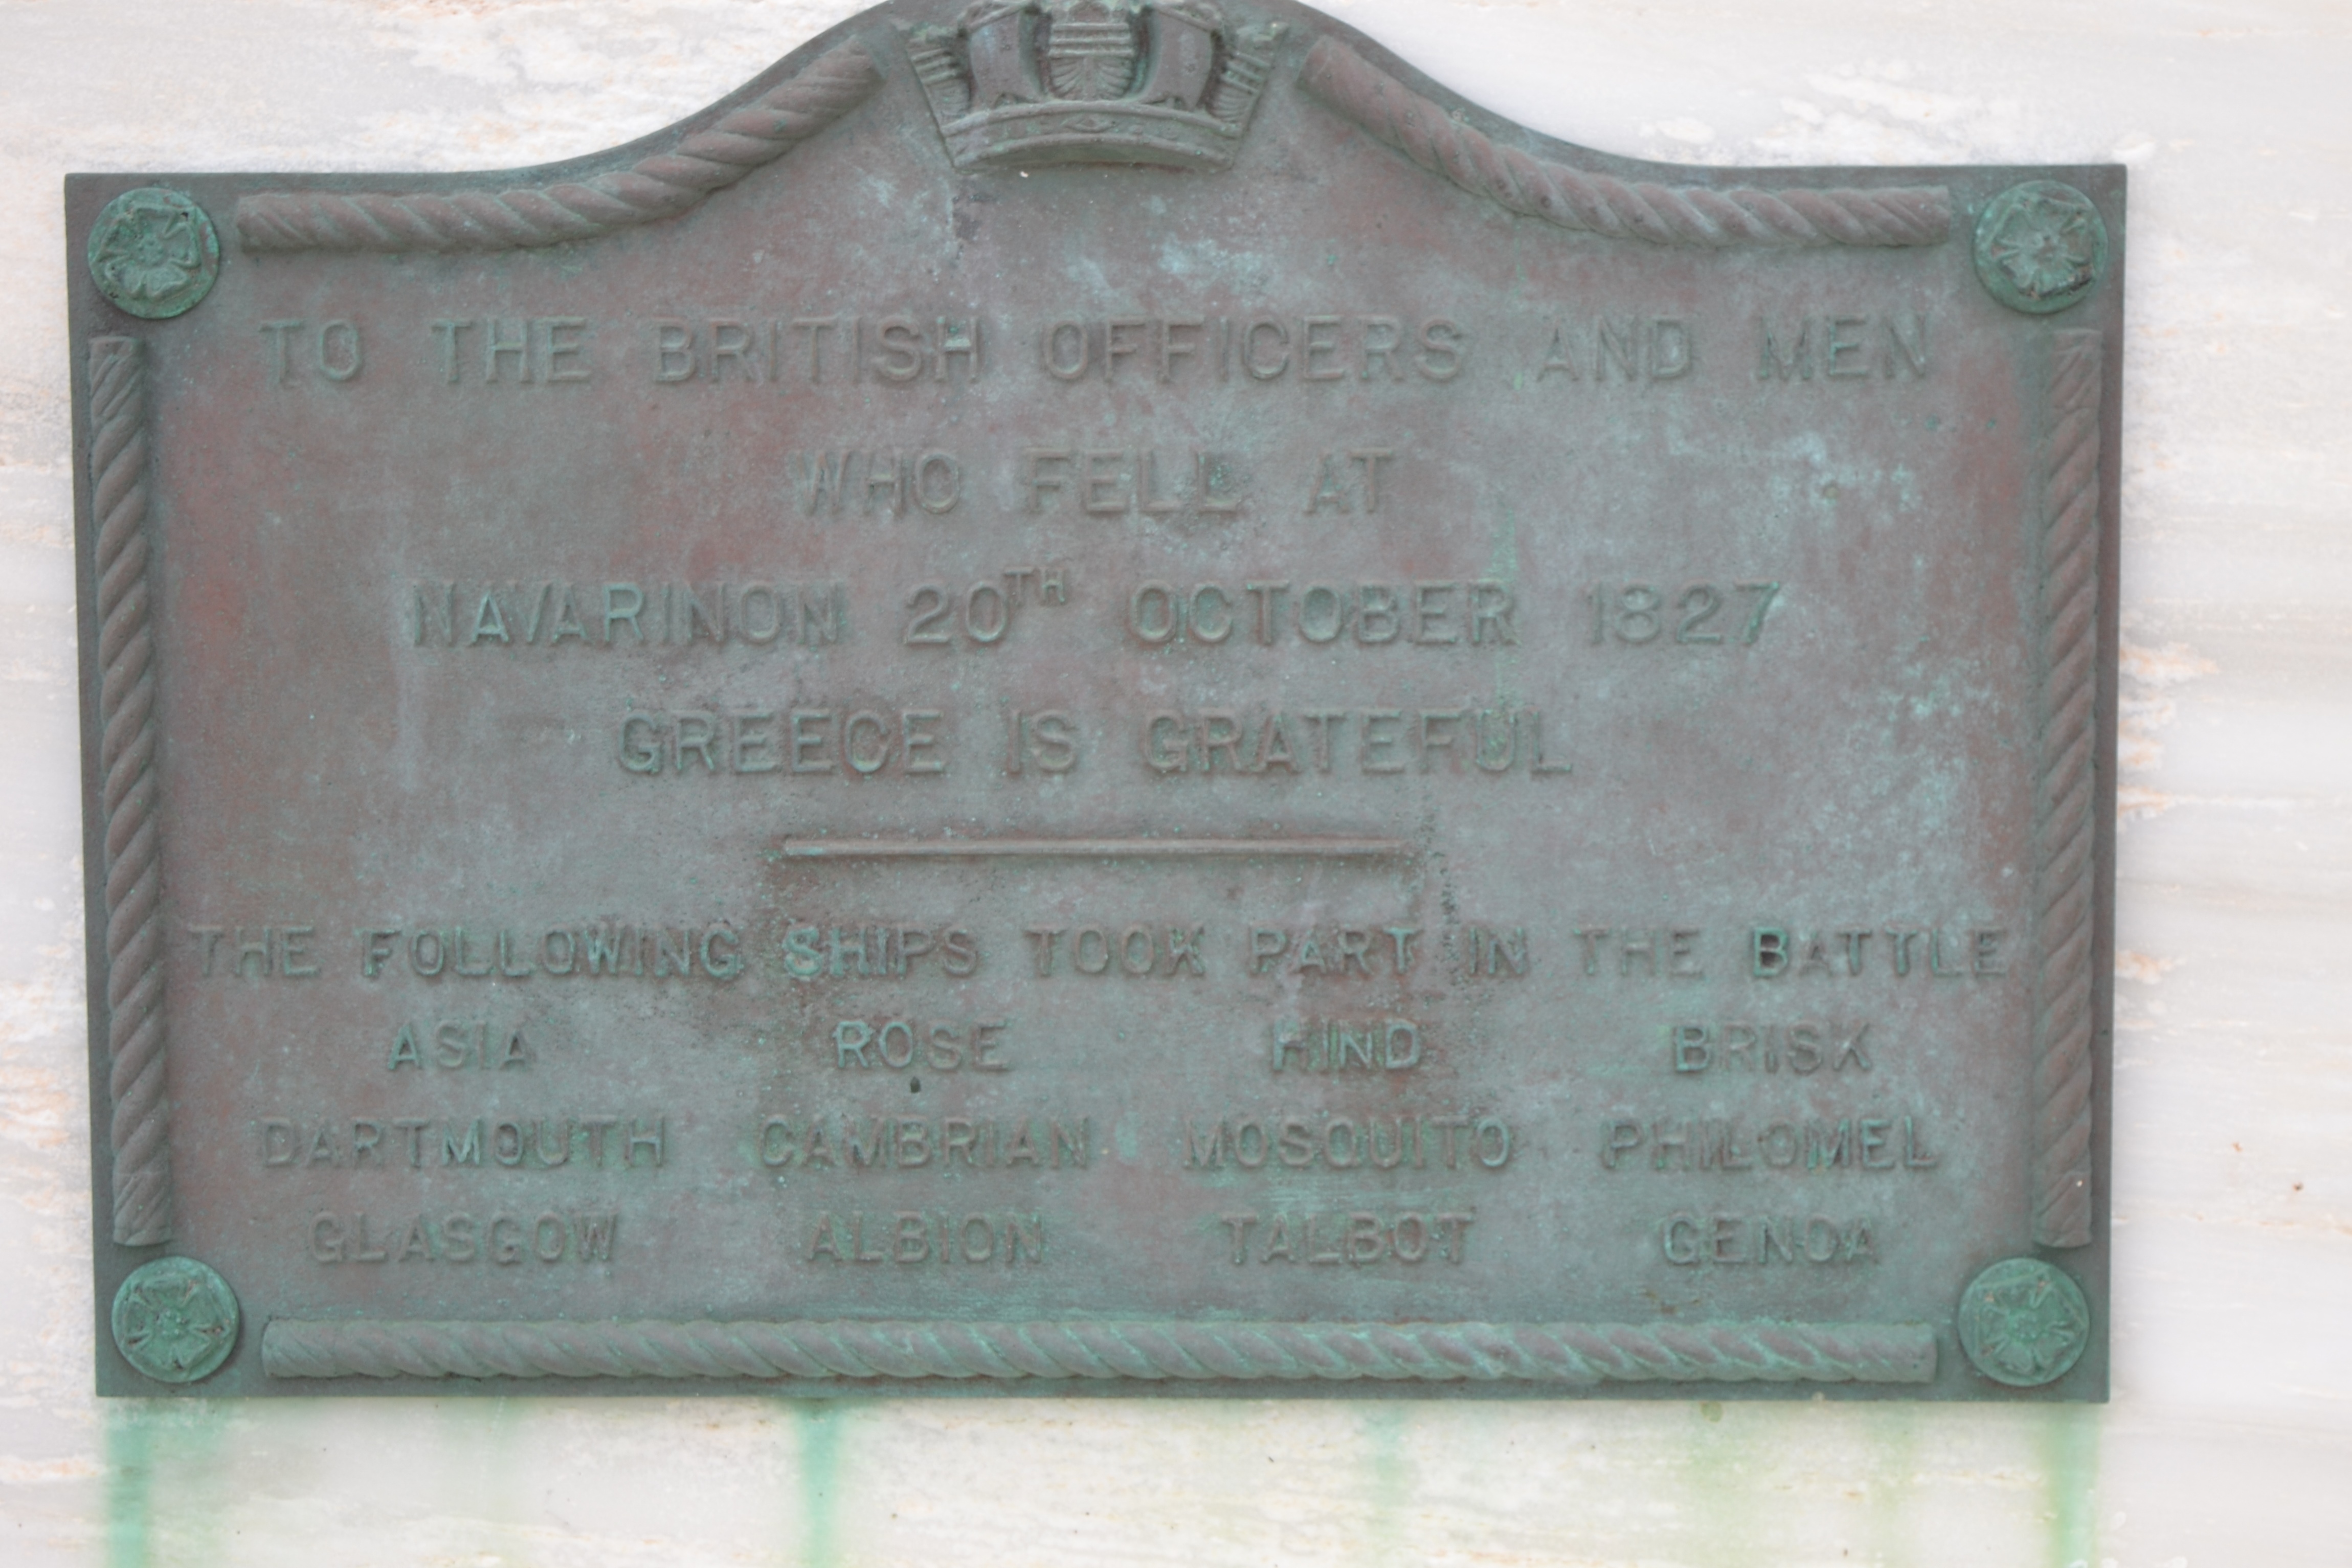 TO THE BRITISH OFFICERS AND MEN
WHO FELL AT
NAVARINON 20TH OCTOBER 1827
GREECE IS GRATEFUL
THE FOLLOWING SHIPS TOOK PART IN THE BATTLE
ASIA ROSE HIND BRISK
DARTMOUTH CAMBRIAN MOSQUITO PHILOMEL
GLASGOW ALBION TALBOT GENOA